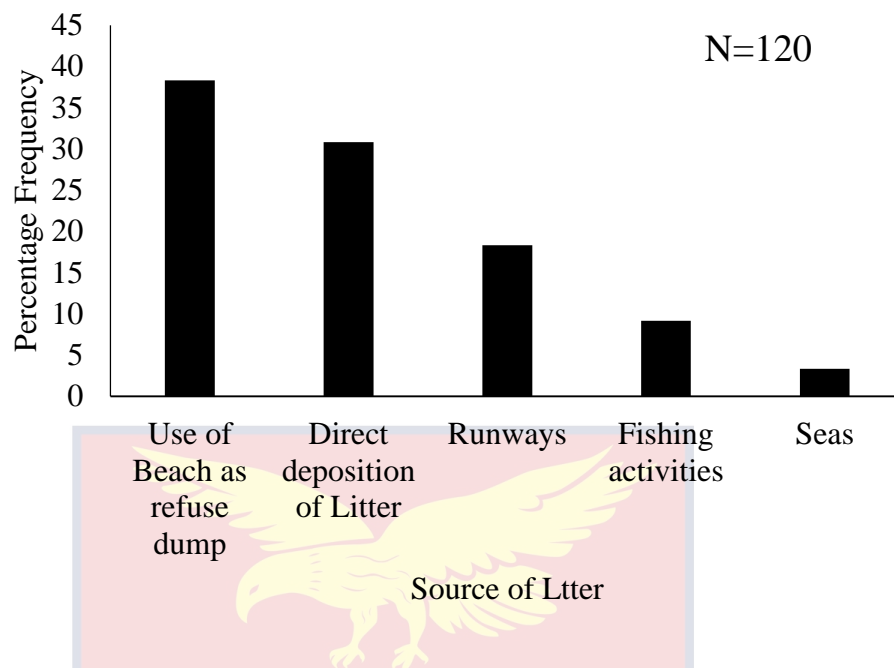 N=120
Percentage Frequency
45
40
35
30
25
20
15
10
5
0
Use of
Beach as
refuse
dump
Direct
deposition
of Litter
Runways
Fishing
activities
Seas
Source of Ltter